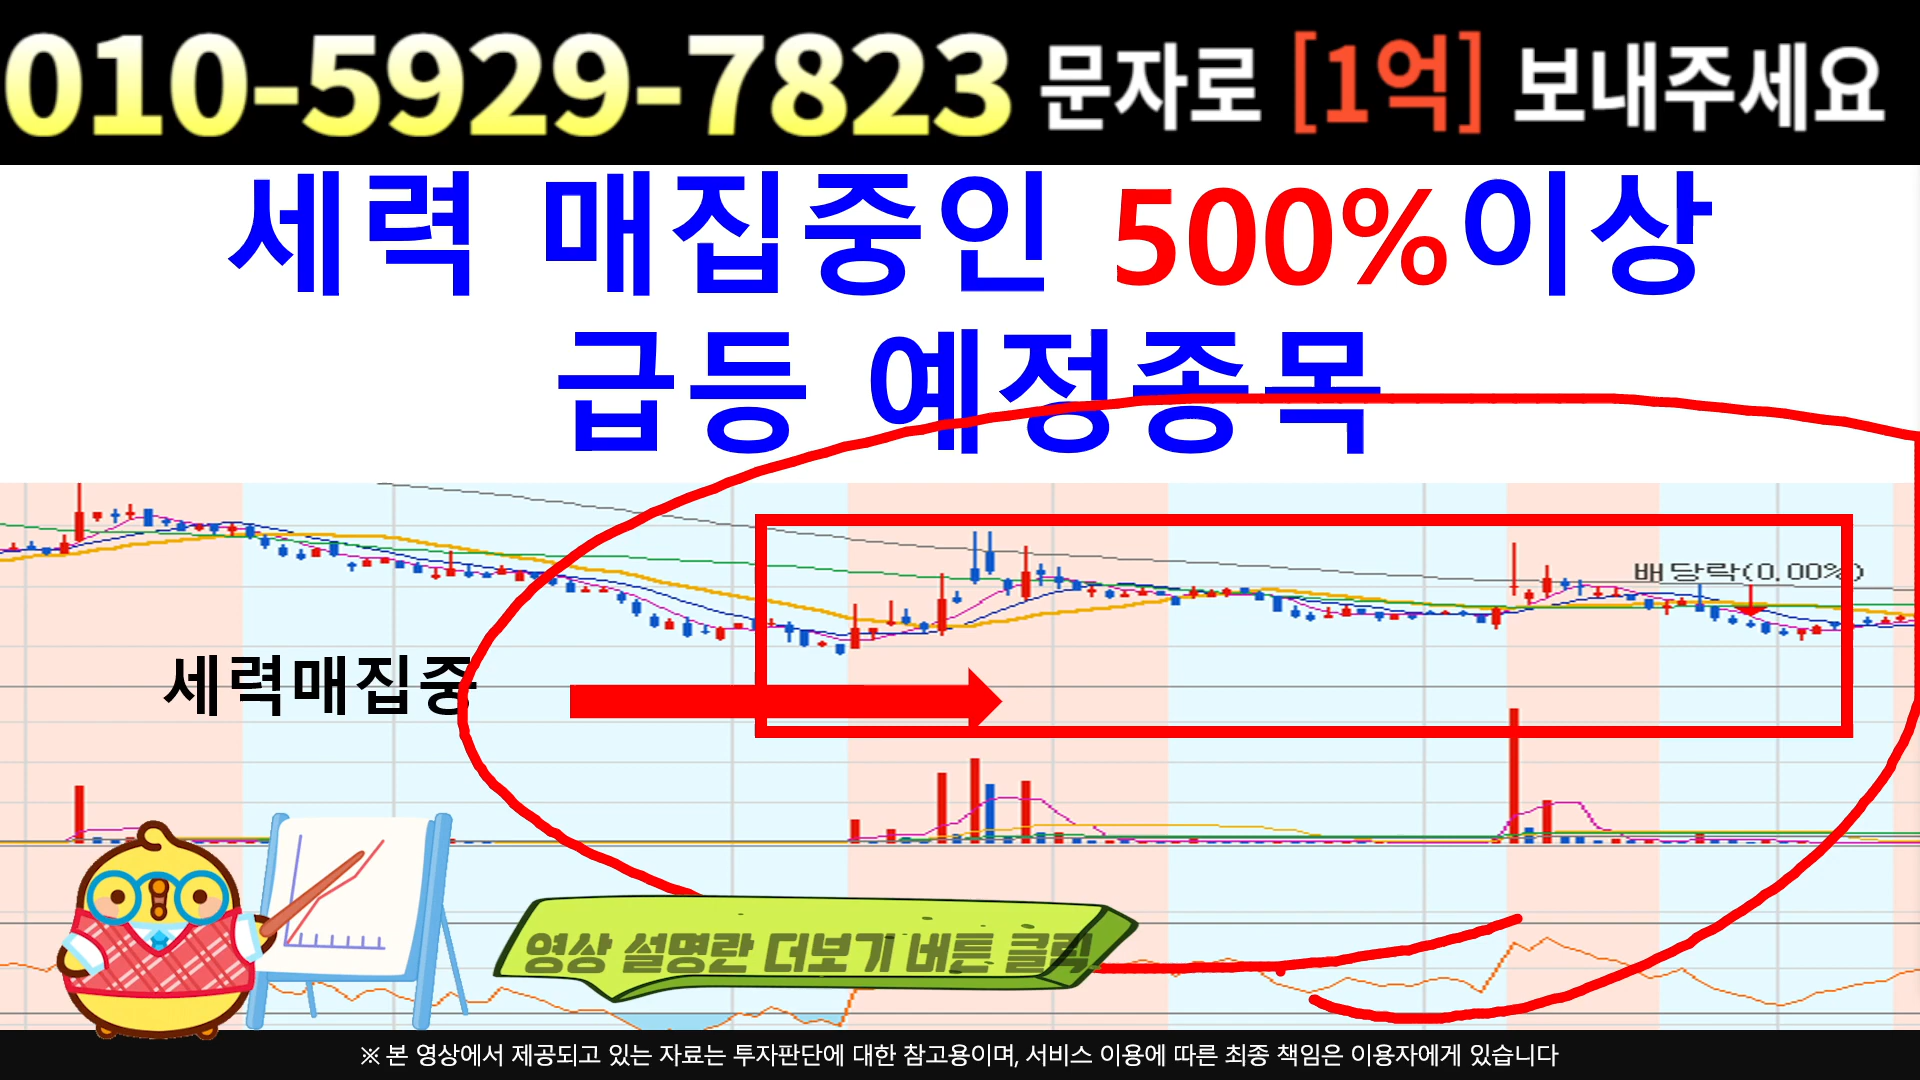 010-5929-7823 문자로 [1억] 보내주세요
세력 매집중인 500%이상
급등 예정종목
배당락(0.00%)
세력매집중
영상 설명란 더보기 버튼 클릭
※ 본 영상에서 제공되고 있는 자료는 투자판단에 대한 참고용이며, 서비스 이용에 따른 최종 책임은 이용자에게 있습니다